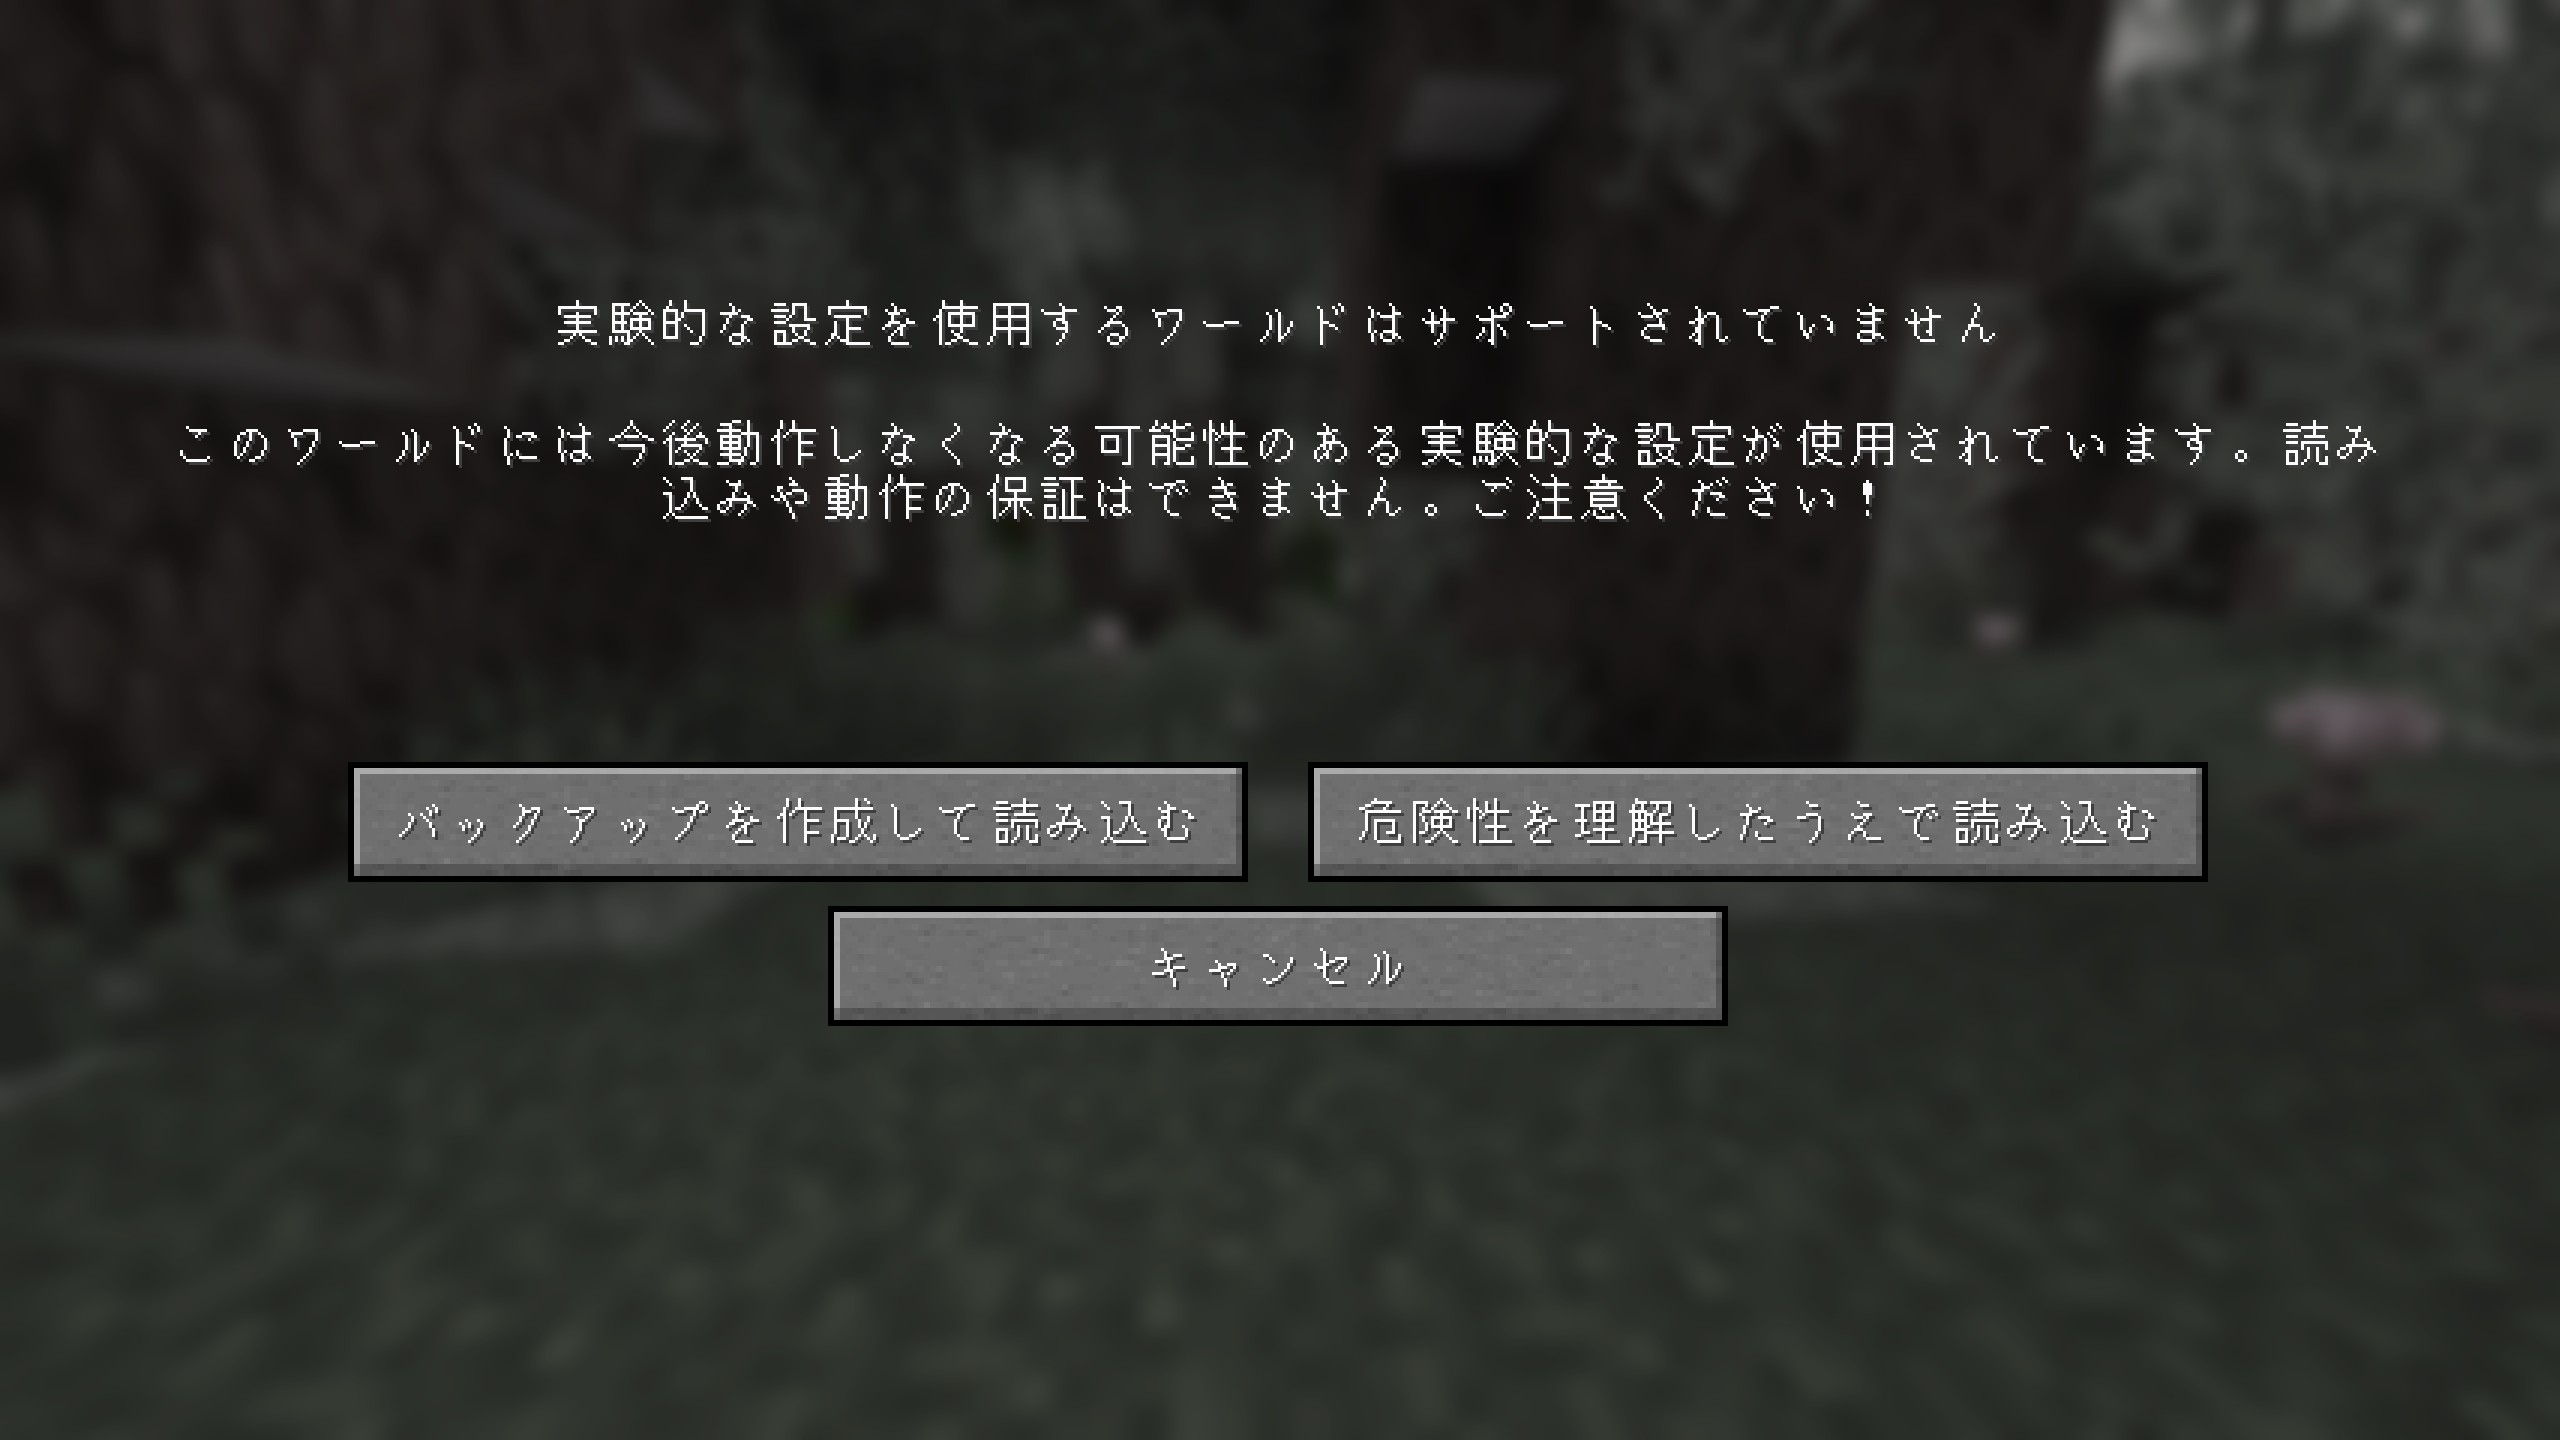 実験的な設定を使用するワールドはサポートされていません
このワールドには今後動作しなくなる可能性のある実験的な設定が使用されています。読み
込みや動作の保証はできません。ご注意ください！
バックアップを作成して読み込む
危険性を理解したうえで読み込む
キャンセル